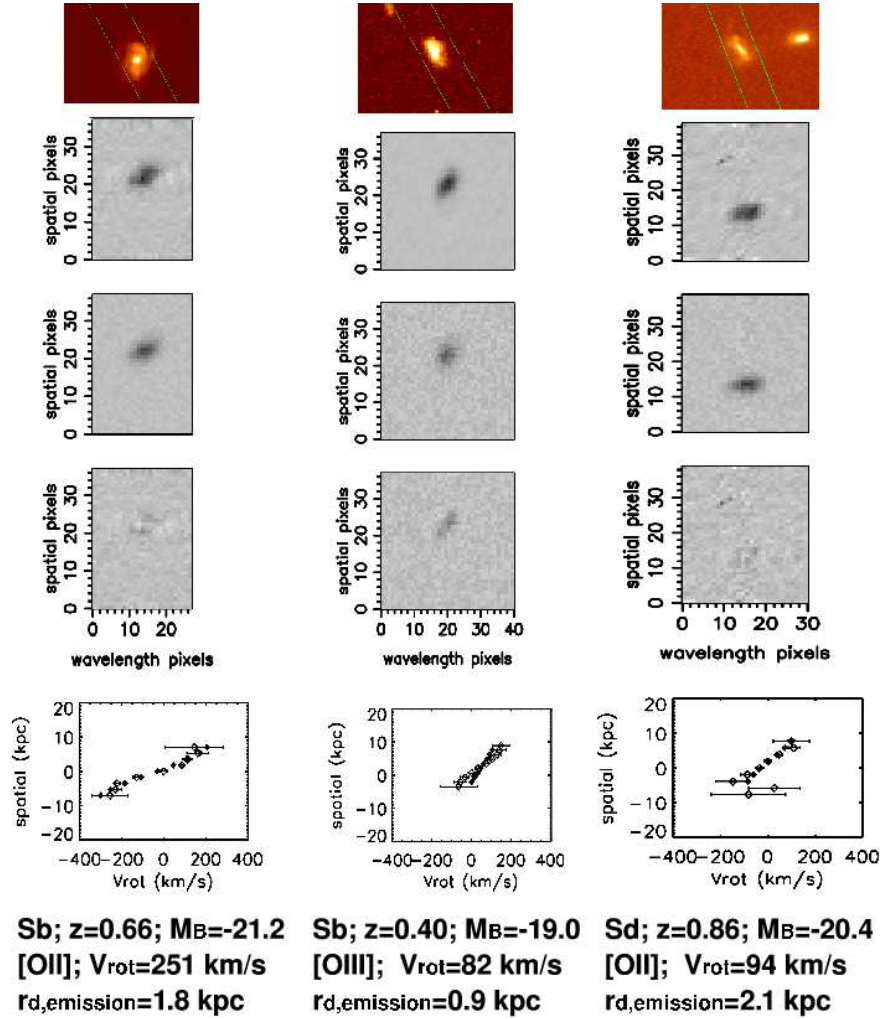 spatial pixels 0 10 20 30
spatial pixels 0 10 20 30
spatial pixels 0 10 20 30
spatial pixels 0 10 20 30
spatial pixels 0 10 20 30
spatial pixels 0 10 20 30
spatial pixels 0 10 20 30
spatial pixels 0 10 20 30
spatial pixels 0 10 20 30
0 10 20
0 10 20 30 40
0 10 20 30
wavelength pixels
wavelength pixels
wavelength pixels
spatial (kpc) 20 10 0 -10 -20
spatial (kpc) 20 10 0 -10 -20
spatial (kpc) 20 10 0 -10 -20
-400 -200 0 200 400
-400 -200 0 200 400
-400 -200 0 200 400
Vrot (km/s)
Vrot (km/s)
Vrot (km/s)
Sb; z=0.66; MB=-21.2
[OII]; Vrot=251 km/s
rd,emission=1.8 kpc
Sb; z=0.40; MB=-19.0
[OIII]; Vrot=82 km/s
rd,emission=0.9 kpc
Sd; z=0.86; MB=-20.4
[OII]; Vrot=94 km/s
rd,emission=2.1 kpc